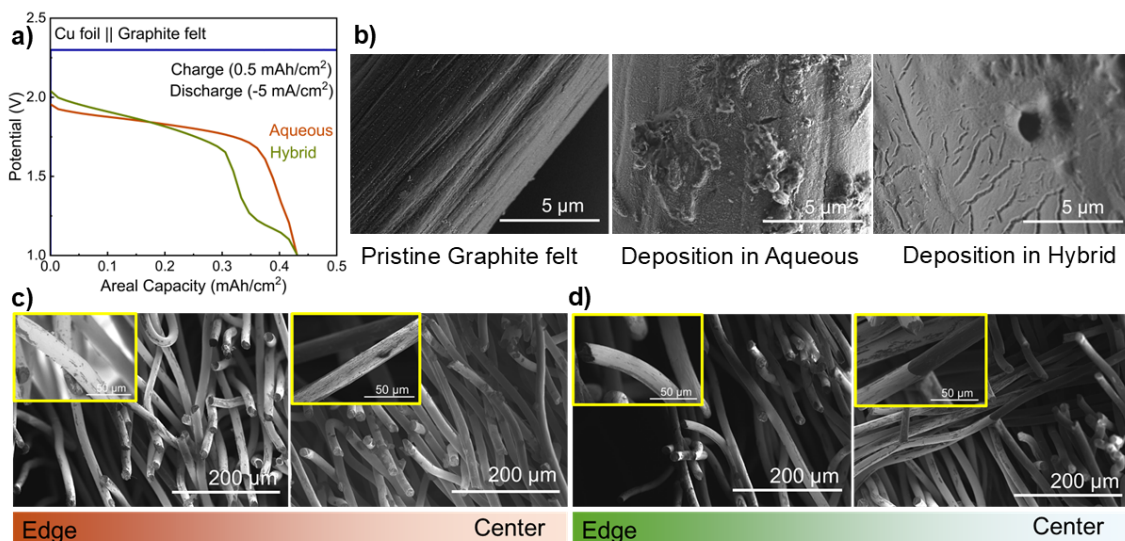 a)
2.5
2.0
1.5
1.0
Potential (V)
Cu foil || Graphite felt
Charge (0.5 mAh/cm²)
Discharge (-5 mA/cm²)
Aqueous
Hybrid
0.0 0.1 0.2 0.3 0.4 0.5
Areal Capacity (mAh/cm²)
b)
5 µm
5 µm
5 µm
Pristine Graphite felt
Deposition in Aqueous
Deposition in Hybrid
c)
50 µm
200 µm
50 µm
200 µm
Edge
Center
d)
50 µm
200 µm
50 µm
200 µm
Edge
Center